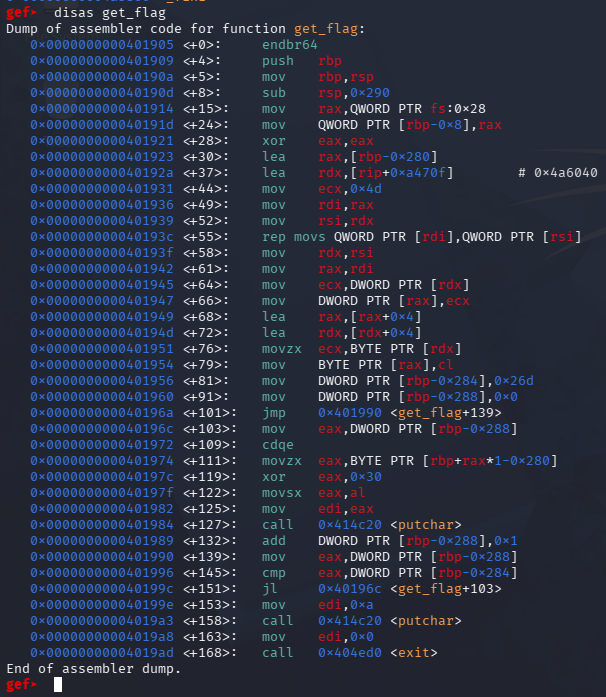 gef➤  disas get_flag
Dump of assembler code for function get_flag:
   0x0000000000401905 <+0>:     endbr64
   0x0000000000401909 <+4>:     push   rbp
   0x000000000040190a <+5>:     mov    rbp,rsp
   0x000000000040190d <+8>:     sub    rsp,0x290
   0x0000000000401914 <+15>:    mov    rax,QWORD PTR fs:0x28
   0x000000000040191d <+24>:    mov    QWORD PTR [rbp-0x8],rax
   0x0000000000401921 <+28>:    xor    eax,eax
   0x0000000000401923 <+30>:    lea    rax,[rbp-0x280]
   0x000000000040192a <+37>:    lea    rdx,[rip+0xa470f]        # 0x4a6040
   0x0000000000401931 <+44>:    mov    ecx,0x4d
   0x0000000000401936 <+49>:    mov    rdi,rax
   0x0000000000401939 <+52>:    mov    rsi,rdx
   0x000000000040193c <+55>:    rep movs QWORD PTR [rdi],QWORD PTR [rsi]
   0x000000000040193f <+58>:    mov    rdx,rsi
   0x0000000000401942 <+61>:    mov    rax,rdi
   0x0000000000401945 <+64>:    mov    ecx,DWORD PTR [rdx]
   0x0000000000401947 <+66>:    mov    DWORD PTR [rax],ecx
   0x0000000000401949 <+68>:    lea    rax,[rax+0x4]
   0x000000000040194d <+72>:    lea    rdx,[rdx+0x4]
   0x0000000000401951 <+76>:    movzx  ecx,BYTE PTR [rdx]
   0x0000000000401954 <+79>:    mov    BYTE PTR [rax],cl
   0x0000000000401956 <+81>:    mov    DWORD PTR [rbp-0x284],0x26d
   0x0000000000401960 <+91>:    mov    DWORD PTR [rbp-0x288],0x0
   0x000000000040196a <+101>:   jmp    0x401990 <get_flag+139>
   0x000000000040196c <+103>:   mov    eax,DWORD PTR [rbp-0x288]
   0x0000000000401972 <+109>:   cdqe
   0x0000000000401974 <+111>:   movzx  eax,BYTE PTR [rbp+rax*1-0x280]
   0x000000000040197c <+119>:   xor    eax,0x30
   0x000000000040197f <+122>:   movsx  eax,al
   0x0000000000401982 <+125>:   mov    edi,eax
   0x0000000000401984 <+127>:   call   0x414c20 <putchar>
   0x0000000000401989 <+132>:   add    DWORD PTR [rbp-0x288],0x1
   0x0000000000401990 <+139>:   mov    eax,DWORD PTR [rbp-0x288]
   0x0000000000401996 <+145>:   cmp    eax,DWORD PTR [rbp-0x284]
   0x000000000040199c <+151>:   jl     0x40196c <get_flag+103>
   0x000000000040199e <+153>:   mov    edi,0xa
   0x00000000004019a3 <+158>:   call   0x414c20 <putchar>
   0x00000000004019a8 <+163>:   mov    edi,0x0
   0x00000000004019ad <+168>:   call   0x404ed0 <exit>
End of assembler dump.
gef➤